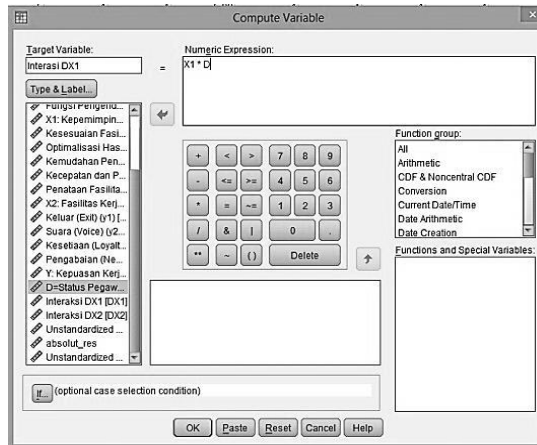 Compute Variable
Target Variable:
Interasi DX1
=
Numeric Expression:
X1 * D
Type & Label...
Fungsi Pengend...
X1: Kepemimpin...
Kesesuaian Fasi...
Optimalisasi Has...
Kemudahan Pen...
Kecepatan dan P...
Penataan Fasilita...
X2: Fasilitas Kerj...
Keluar (Exit) (y1) [...
Suara (Voice) (y2...
Kesetiaan (Loyalt...
Pengabaian (Ne...
Y: Kepuasan Kerj...
D=Status Pegaw...
Interaksi DX1 [DX1]
Interaksi DX2 [DX2]
Unstandardized ...
absolut_res
Unstandardized ...
+ < > 7 8 9
- <= >= 4 5 6
* = ~= 1 2 3
/ & | 0 .
** ~ ( ) Delete
Function group:
All
Arithmetic
CDF & Noncentral CDF
Conversion
Current Date/Time
Date Arithmetic
Date Creation
Functions and Special Variables:
If... (optional case selection condition)
OK Paste Reset Cancel Help